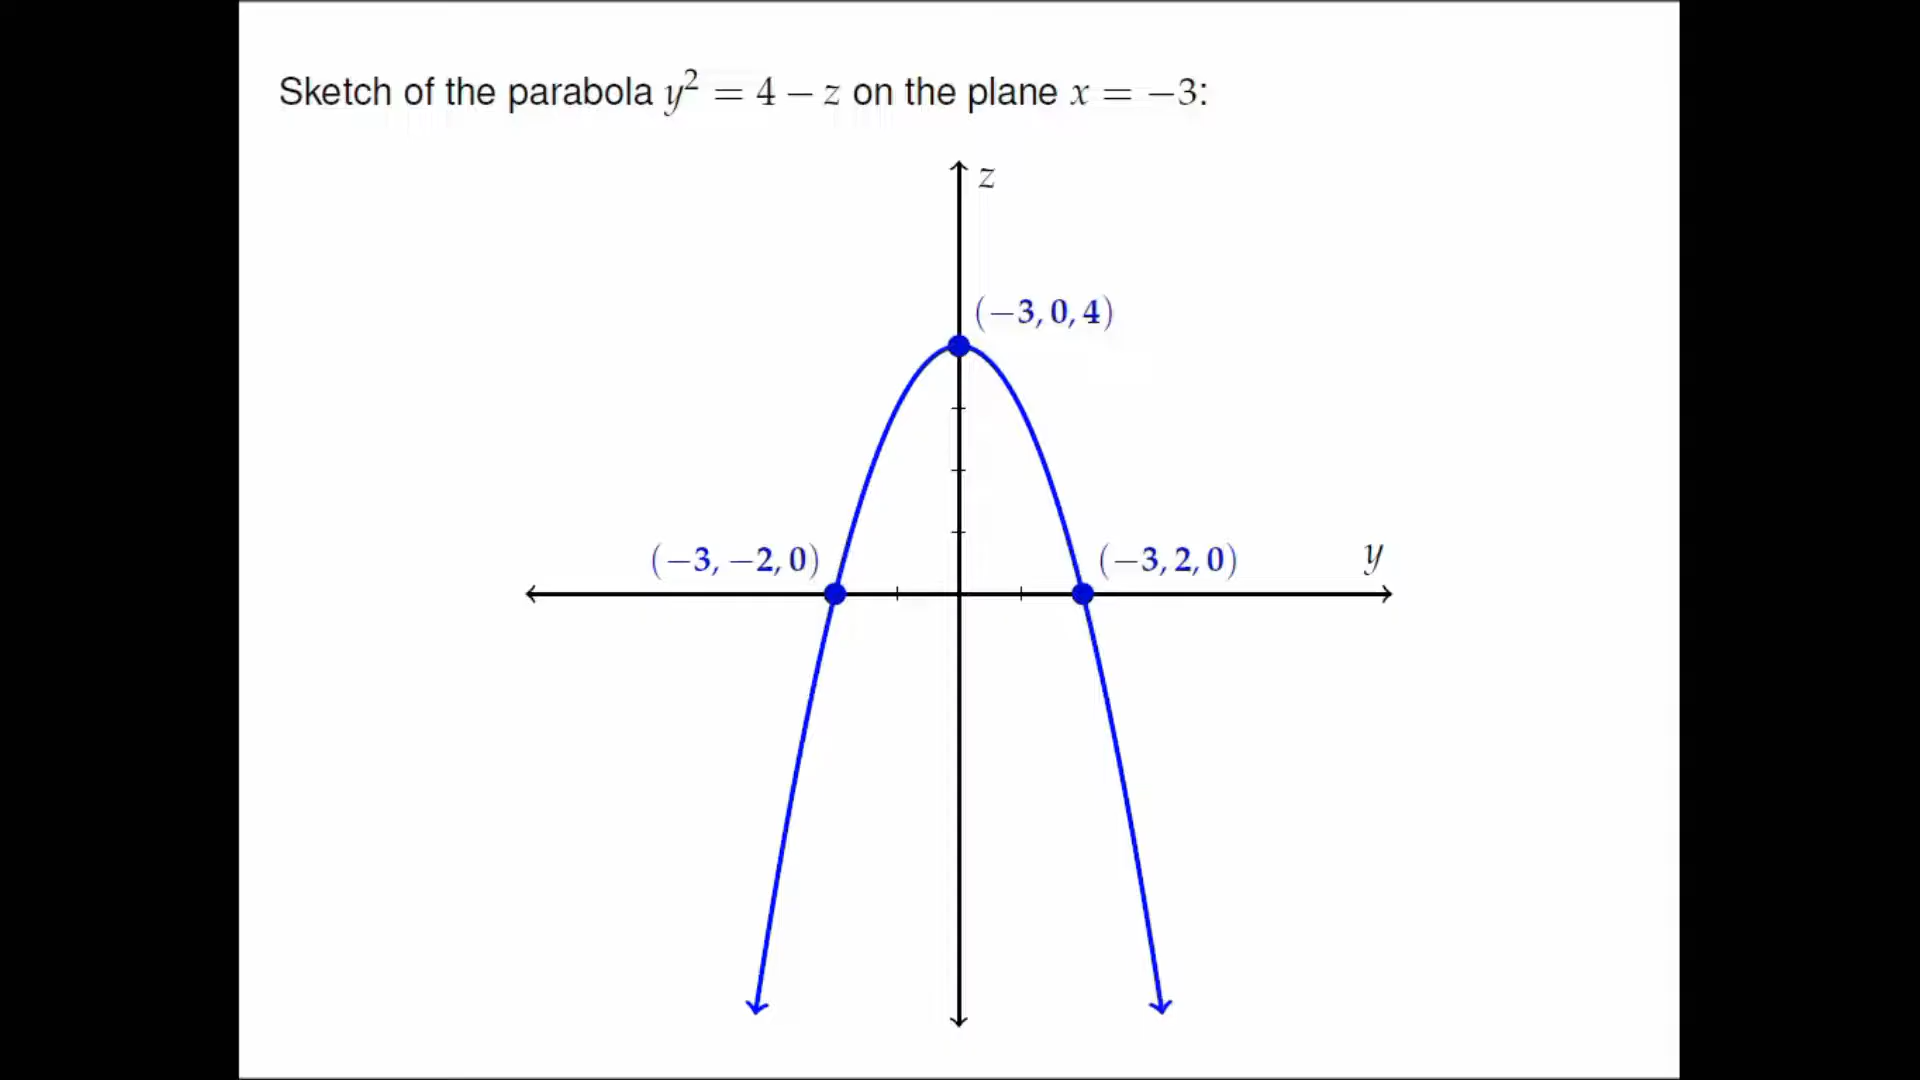 Sketch of the parabola y² = 4 − z on the plane x = −3:
z
(−3, 0, 4)
(−3, −2, 0)
(−3, 2, 0)
y